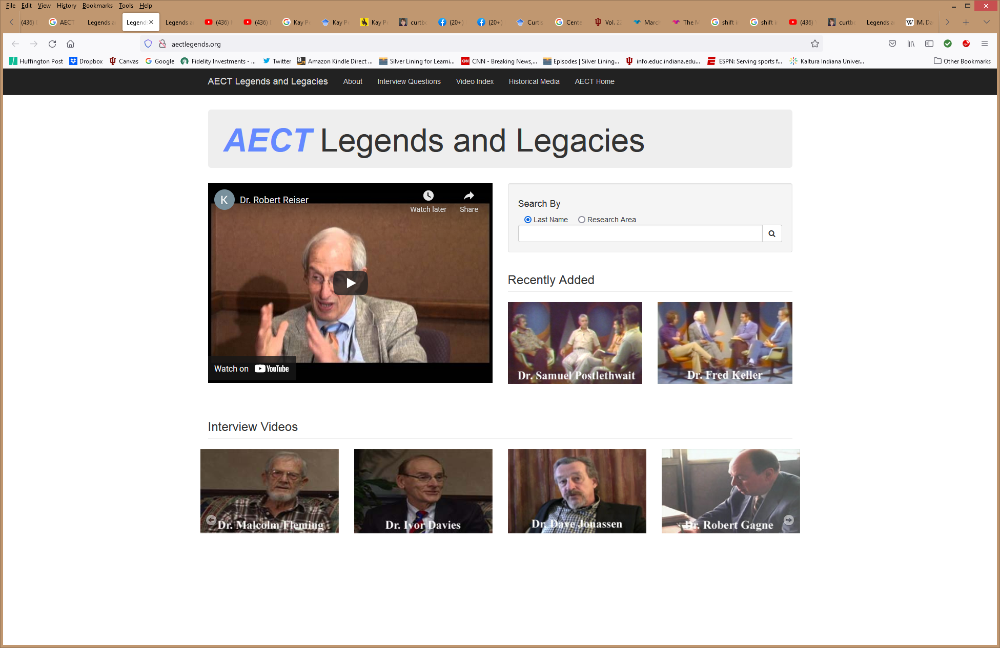 File Edit View History Bookmarks Tools Help
(436) AECT Legends a Legend Legends a (436) (436) Kay P Kay P Kay P curtb (20+) (20+) Curtis Cente Vol. 22 March The M shift i shift i (436) curtb Legends a M. Da
aectlegends.org
Huffington Post Dropbox Canvas Google Fidelity Investments - ... Twitter Amazon Kindle Direct ... Silver Lining for Learni... CNN - Breaking News,... Episodes | Silver Lining... info.educ.indiana.edu... ESPN: Serving sports f... Kaltura Indiana Univer... Other Bookmarks
AECT Legends and Legacies About Interview Questions Video Index Historical Media AECT Home
AECT Legends and Legacies
K Dr. Robert Reiser
Watch later Share
Watch on YouTube
Search By
Last Name Research Area
Recently Added
Dr. Samuel Postlethwait Dr. Fred Keller
Interview Videos
Dr. Malcolm Fleming Dr. Ivor Davies Dr. Dave Jonassen Dr. Robert Gagne